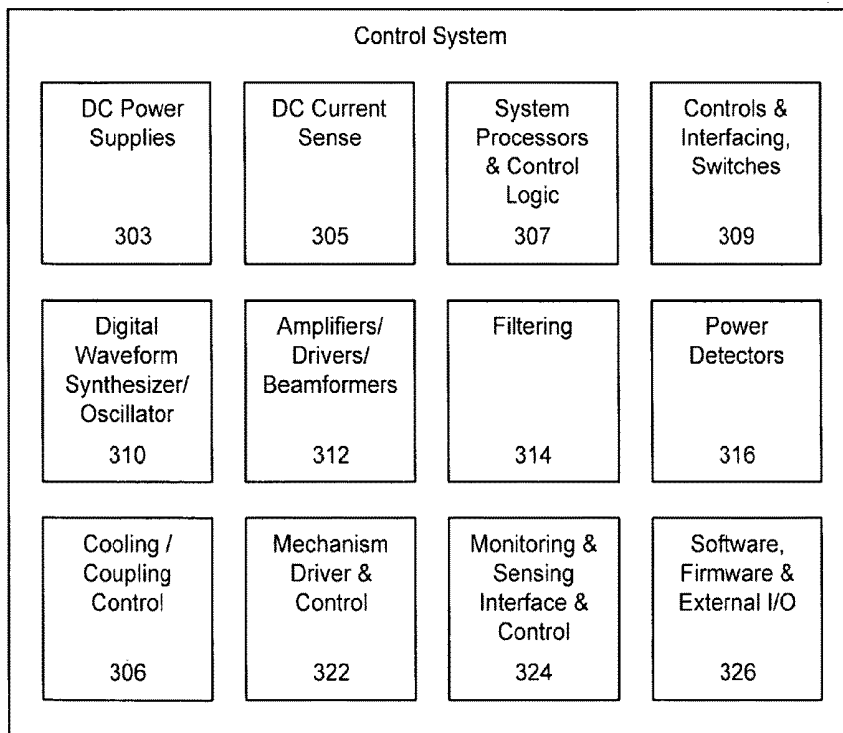 Control System
DC Power
Supplies
303
DC Current
Sense
305
System
Processors
& Control
Logic
307
Controls &
Interfacing,
Switches
309
Digital
Waveform
Synthesizer/
Oscillator
310
Amplifiers/
Drivers/
Beamformers
312
Filtering
314
Power
Detectors
316
Cooling /
Coupling
Control
306
Mechanism
Driver &
Control
322
Monitoring &
Sensing
Interface &
Control
324
Software,
Firmware &
External I/O
326